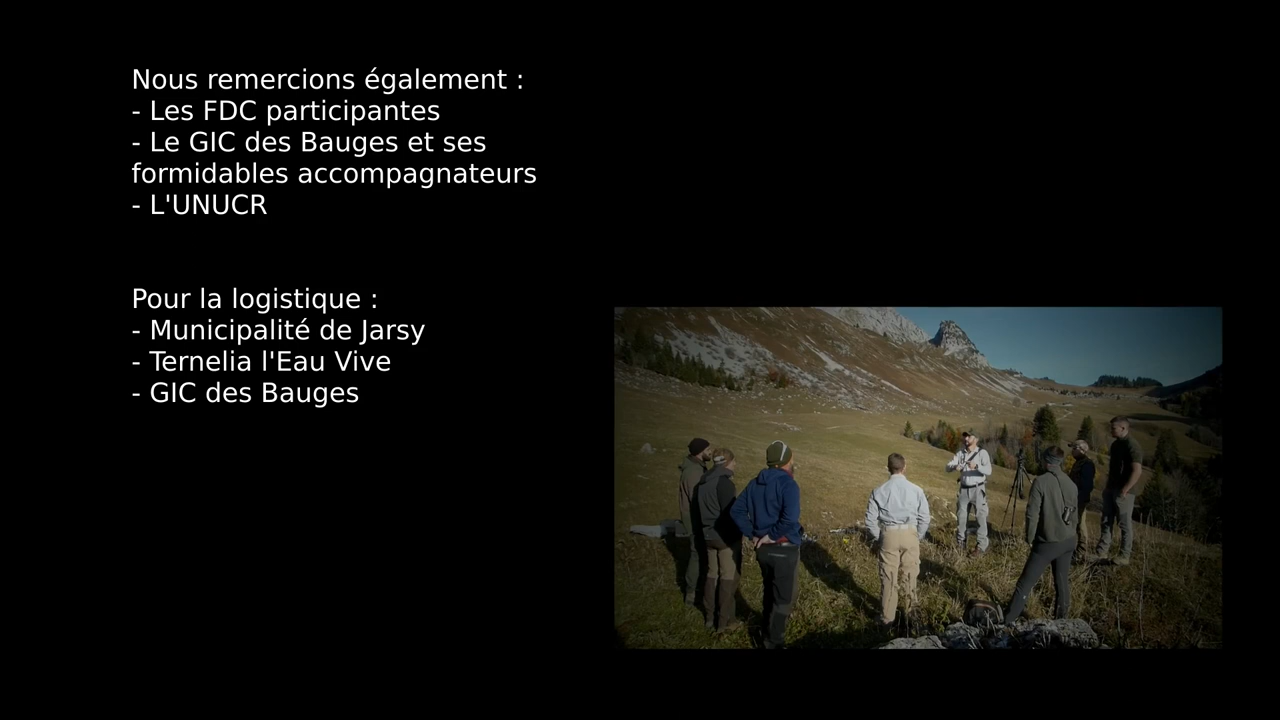 Nous remercions également :
- Les FDC participantes
- Le GIC des Bauges et ses
formidables accompagnateurs
- L'UNUCR
Pour la logistique :
- Municipalité de Jarsy
- Ternelia l'Eau Vive
- GIC des Bauges